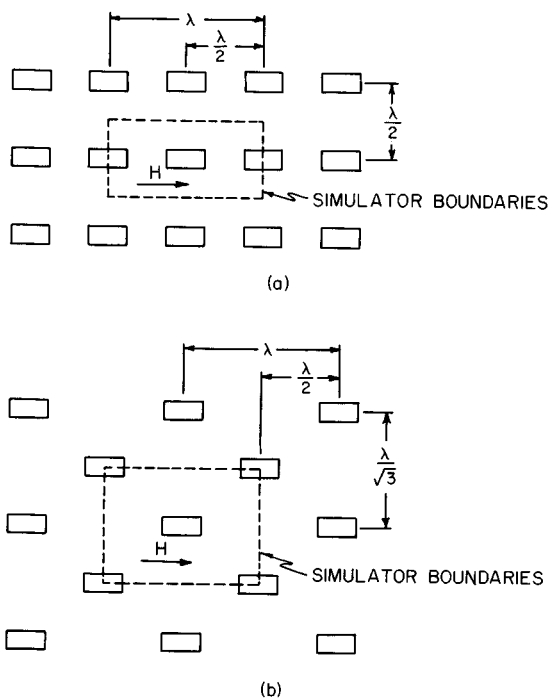 λ
λ/2
λ/2
H
SIMULATOR BOUNDARIES
(a)
λ
λ/2
λ/√3
H
SIMULATOR BOUNDARIES
(b)